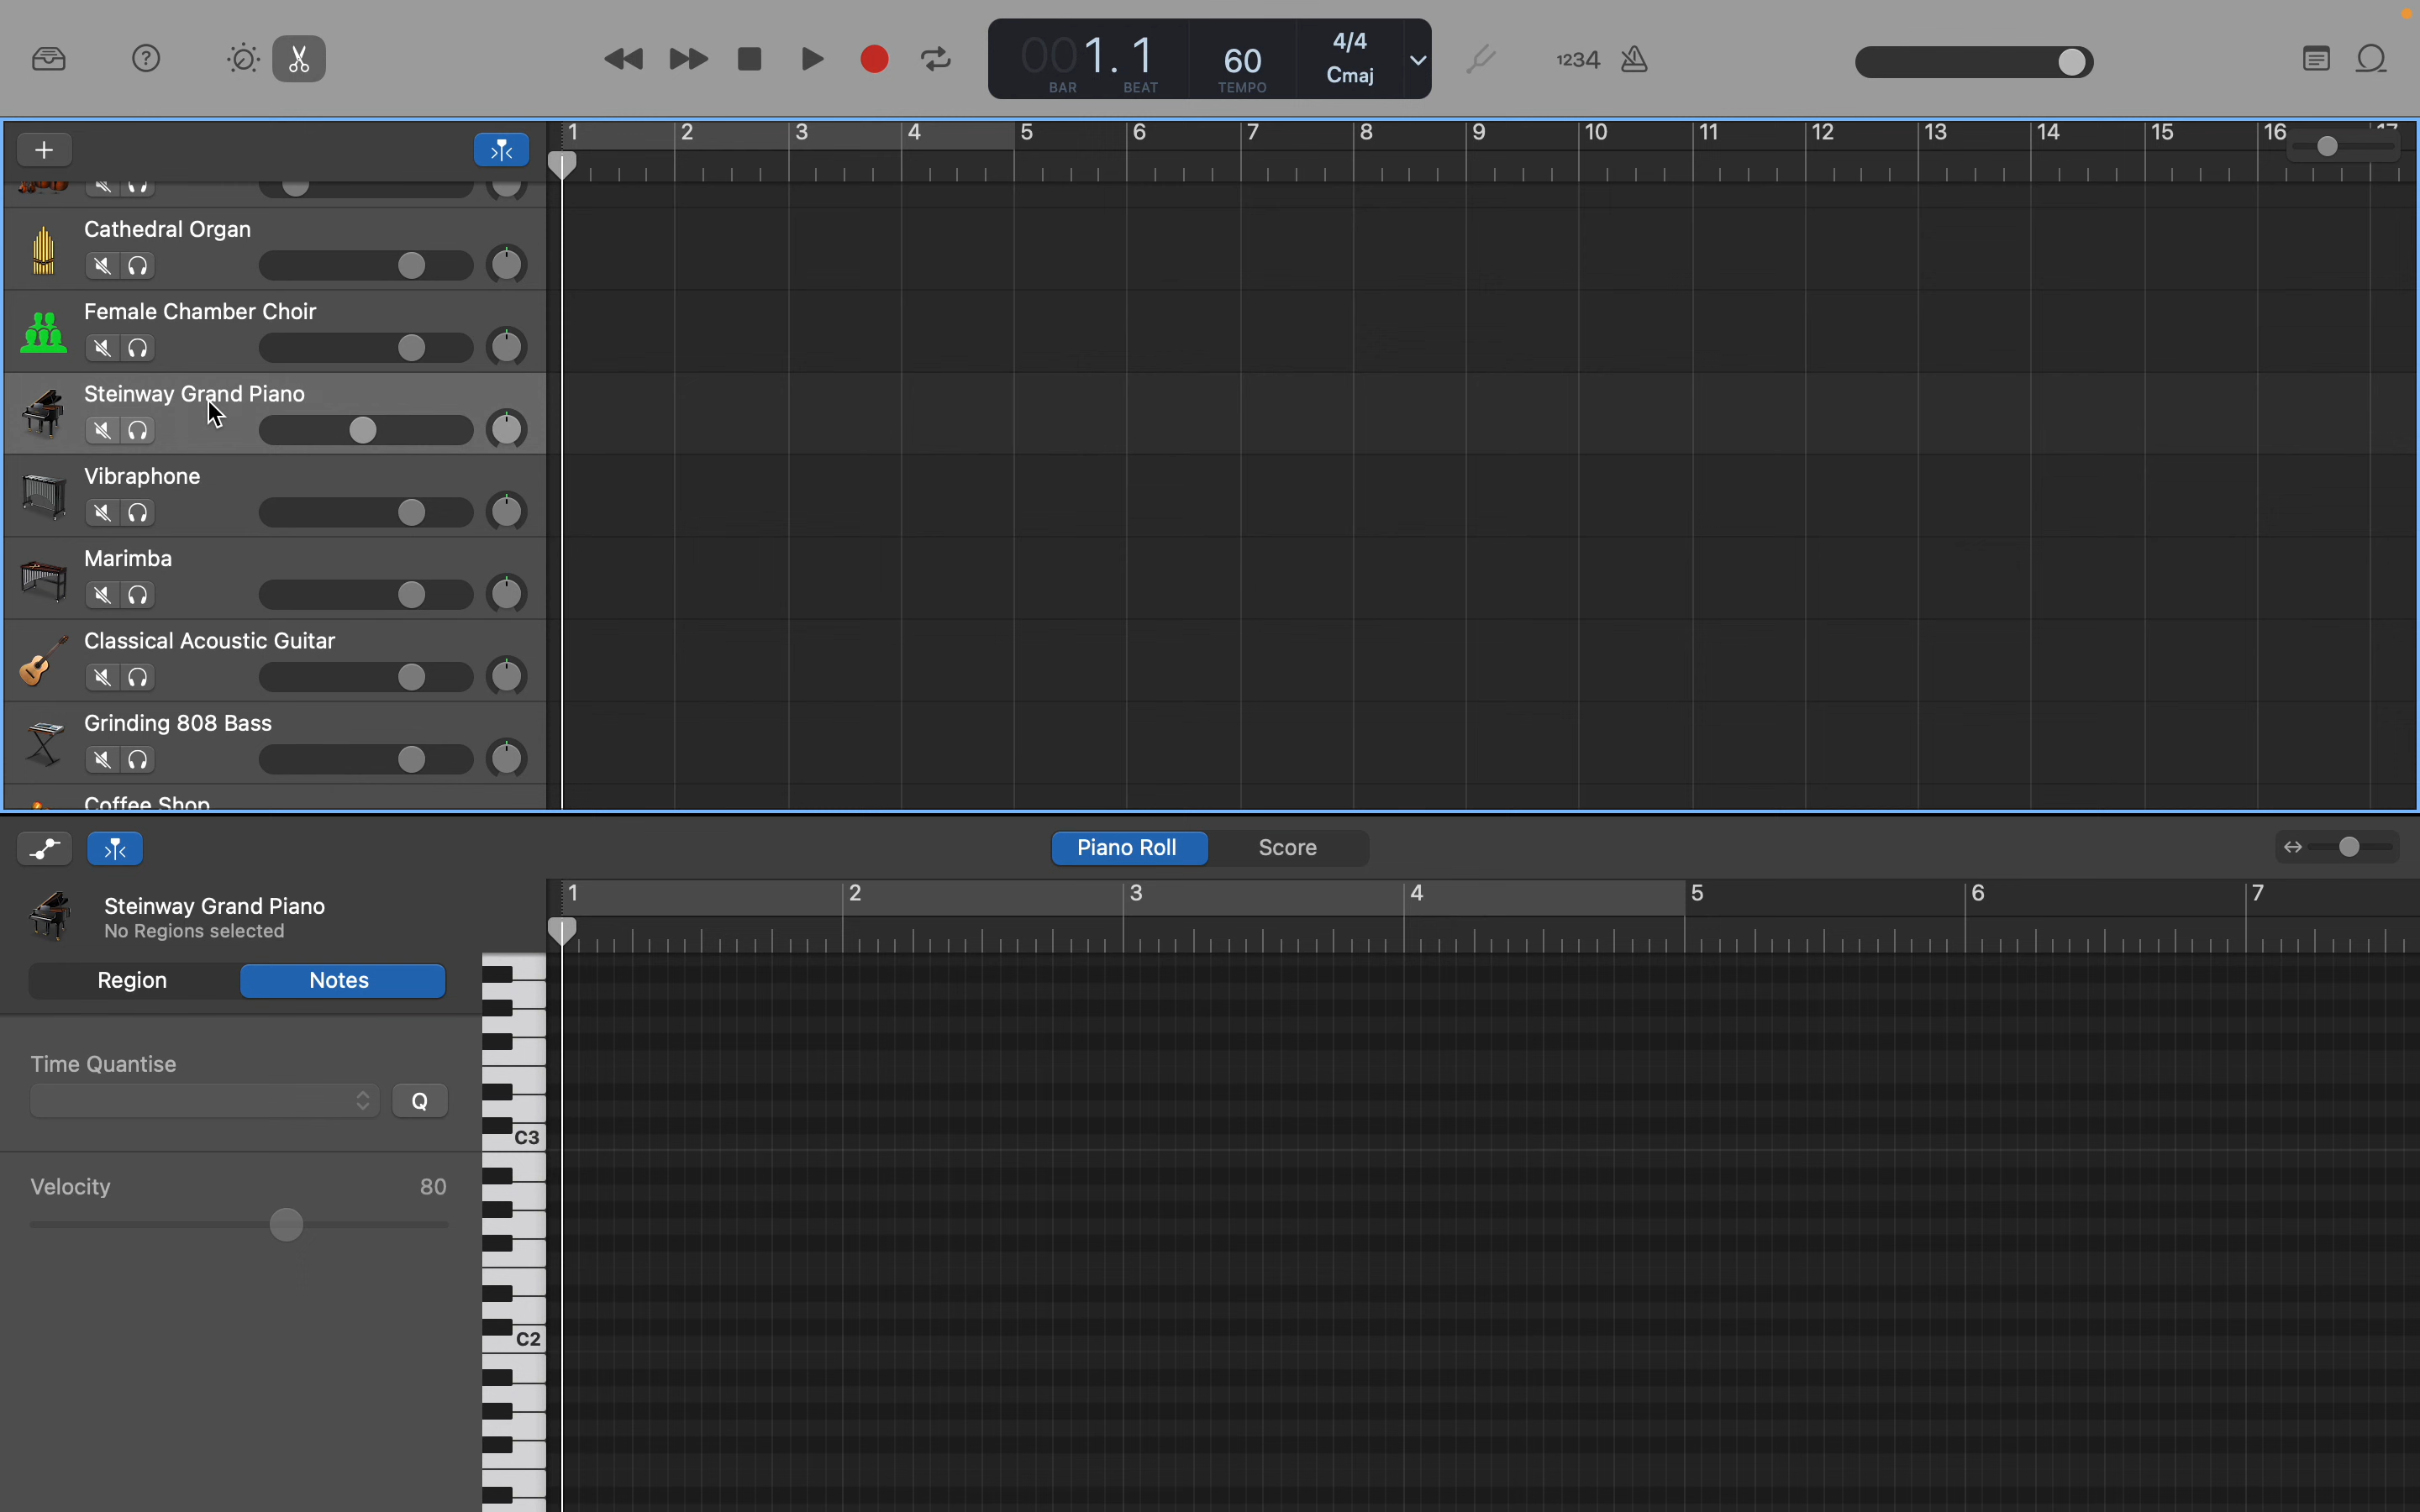 001.1 60 4/4
Cmaj
BAR BEAT TEMPO
1234
1 2 3 4 5 6 7 8 9 10 11 12 13 14 15 16 17
Cathedral Organ
Female Chamber Choir
Steinway Grand Piano
Vibraphone
Marimba
Classical Acoustic Guitar
Grinding 808 Bass
Coffee Shop
Piano Roll Score
Steinway Grand Piano
No Regions selected
1 2 3 4 5 6 7
Region Notes
Time Quantise
Q
C3
Velocity 80
C2